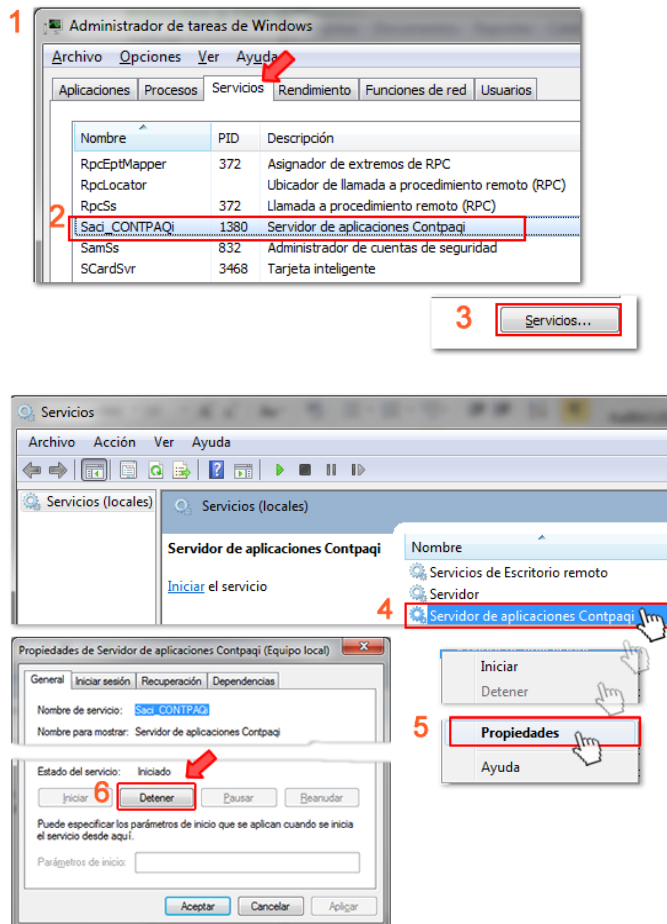 1
Administrador de tareas de Windows
Archivo Opciones Ver Ayuda
Aplicaciones Procesos Servicios Rendimiento Funciones de red Usuarios
Nombre PID Descripción
RpcEptMapper 372 Asignador de extremos de RPC
RpcLocator Ubicador de llamada a procedimiento remoto (RPC)
RpcSs 372 Llamada a procedimiento remoto (RPC)
2 Saci_CONTPAQi 1380 Servidor de aplicaciones Contpaqi
SamSs 832 Administrador de cuentas de seguridad
SCardSvr 3468 Tarjeta inteligente
3 Servicios...
Servicios
Archivo Acción Ver Ayuda
Servicios (locales)
Servicios (locales)
Servidor de aplicaciones Contpaqi
Iniciar el servicio
Nombre
Servicios de Escritorio remoto
Servidor
4 Servidor de aplicaciones Contpaqi
Iniciar
Detener
5 Propiedades
Ayuda
Propiedades de Servidor de aplicaciones Contpaqi (Equipo local)
General Iniciar sesión Recuperación Dependencias
Nombre de servicio: Saci_CONTPAQi
Nombre para mostrar: Servidor de aplicaciones Contpaqi
Estado del servicio: Iniciado
Iniciar 6 Detener Pausar Reanudar
Puede especificar los parámetros de inicio que se aplican cuando se inicia
el servicio desde aquí.
Parámetros de inicio:
Aceptar Cancelar Aplicar